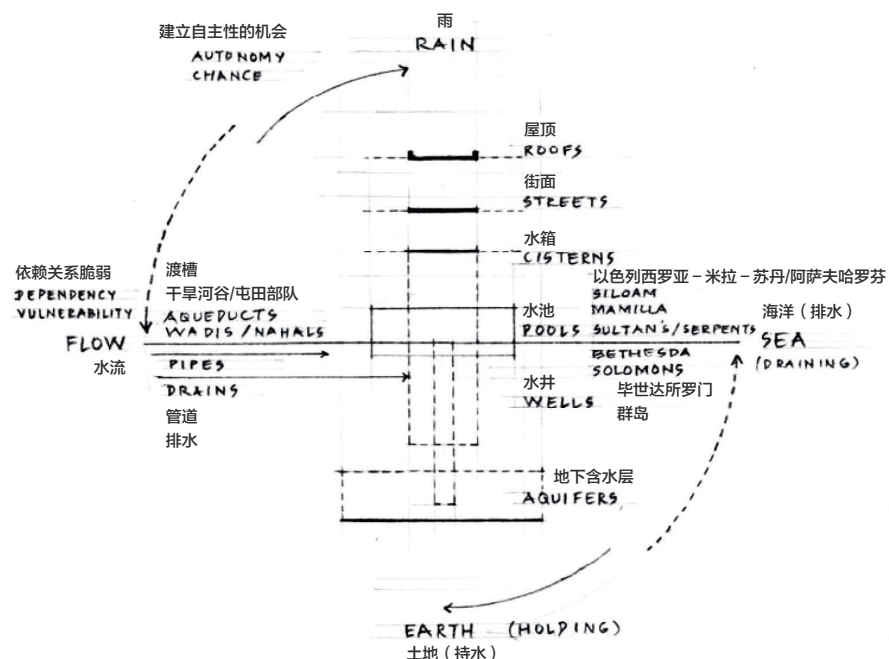 雨
RAIN
建立自主性的机会
AUTONOMY
CHANCE
屋顶
ROOFS
街面
STREETS
水箱
CISTERNS
依赖关系脆弱
DEPENDENCY
VULNERABILITY
渡槽
干旱河谷/屯田部队
AQUEDUCTS
WADIS / NAHALS
以色列西罗亚－米拉－苏丹/阿萨夫哈罗芬
SILOAM
MAMILLA
水池
POOLS
SULTAN'S/SERPENTS
BETHESDA
SOLOMONS
海洋（排水）
SEA
(DRAINING)
FLOW
水流
PIPES
DRAINS
管道
排水
水井
WELLS
毕世达所罗门
群岛
地下含水层
AQUIFERS
EARTH (HOLDING)
土地（持水）